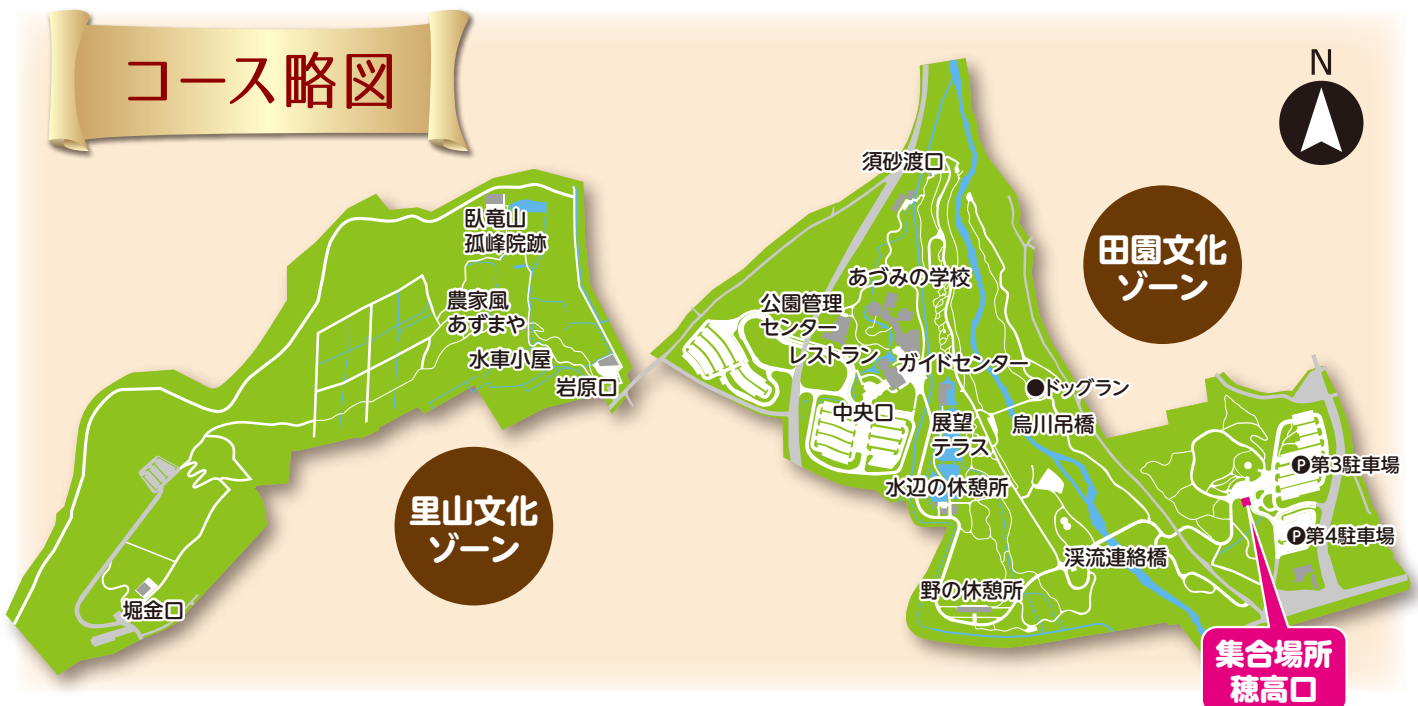 コース略図
N
須砂渡口
田園文化
ゾーン
臥竜山
孤峰院跡
あづみの学校
農家風
あずまや
公園管理
センター
水車小屋
レストラン
ガイドセンター
岩原口
ドッグラン
中央口
展望
テラス
烏川吊橋
P第3駐車場
水辺の休憩所
里山文化
ゾーン
P第4駐車場
渓流連絡橋
野の休憩所
堀金口
集合場所
穂高口